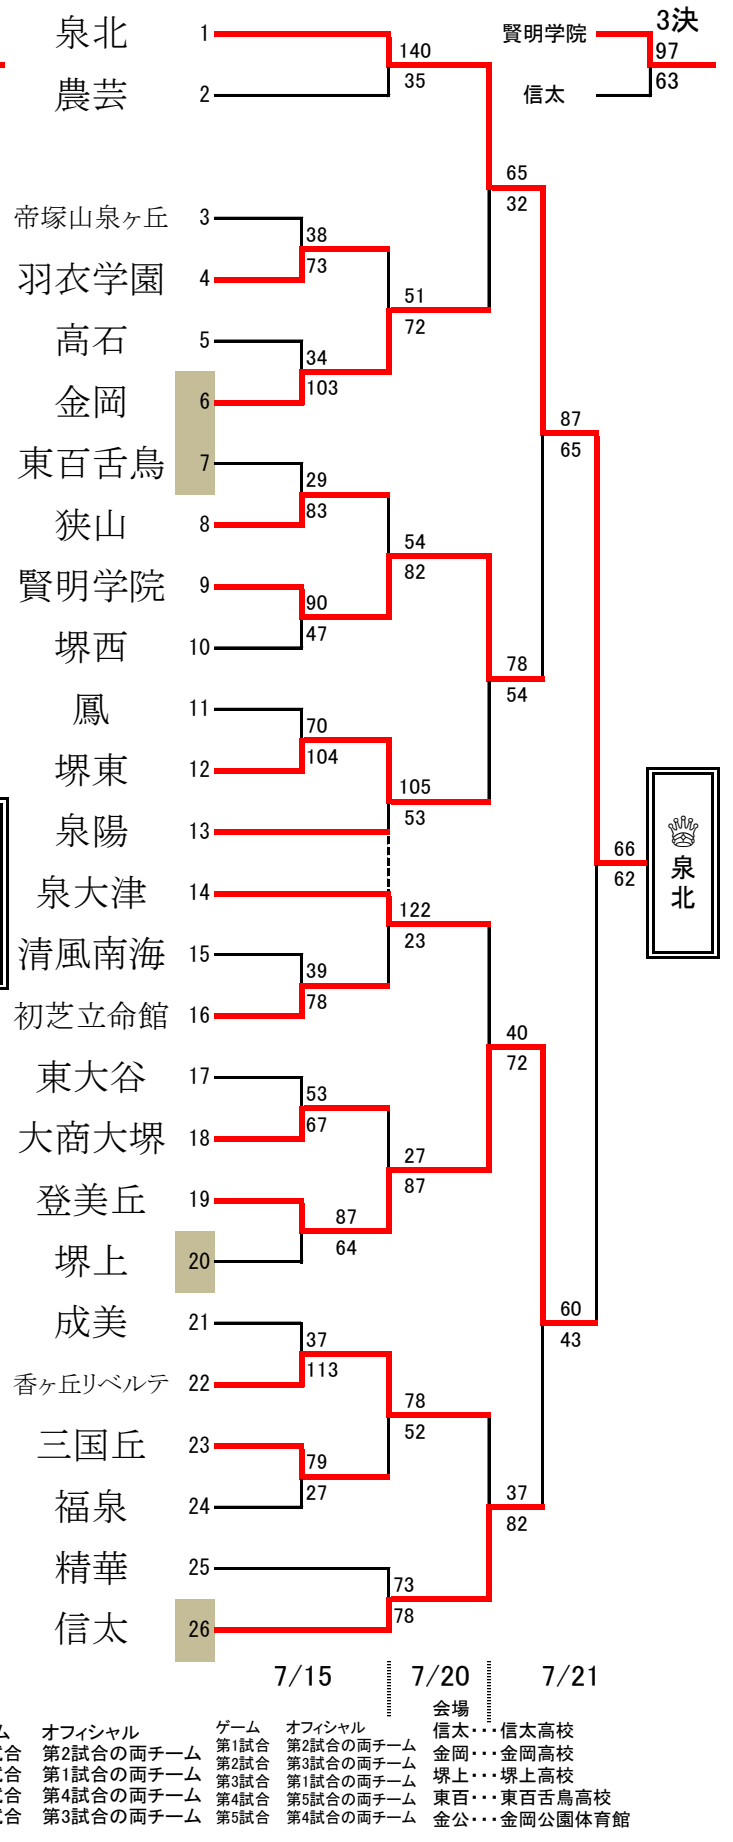 泉北 1
農芸 2
140
35
賢明学院
信太
3決
97
63
65
32
帝塚山泉ヶ丘 3
羽衣学園 4
38
73
高石 5
金岡 6
34
103
51
72
東百舌鳥 7
狭山 8
29
83
賢明学院 9
堺西 10
90
47
54
82
87
65
鳳 11
堺東 12
70
104
泉陽 13
105
53
78
54
泉大津 14
清風南海 15
初芝立命館 16
39
78
122
23
66
62
泉北
東大谷 17
大商大堺 18
53
67
登美丘 19
堺上 20
87
64
27
87
40
72
成美 21
香ヶ丘リベルテ 22
37
113
三国丘 23
福泉 24
79
27
78
52
60
43
精華 25
信太 26
73
78
37
82
7/15 7/20 7/21
ム オフィシャル
試合 第2試合の両チーム
試合 第1試合の両チーム
試合 第4試合の両チーム
試合 第3試合の両チーム
ゲーム オフィシャル
第1試合 第2試合の両チーム
第2試合 第3試合の両チーム
第3試合 第1試合の両チーム
第4試合 第5試合の両チーム
第5試合 第4試合の両チーム
会場
信太・・・信太高校
金岡・・・金岡高校
堺上・・・堺上高校
東百・・・東百舌鳥高校
金公・・・金岡公園体育館